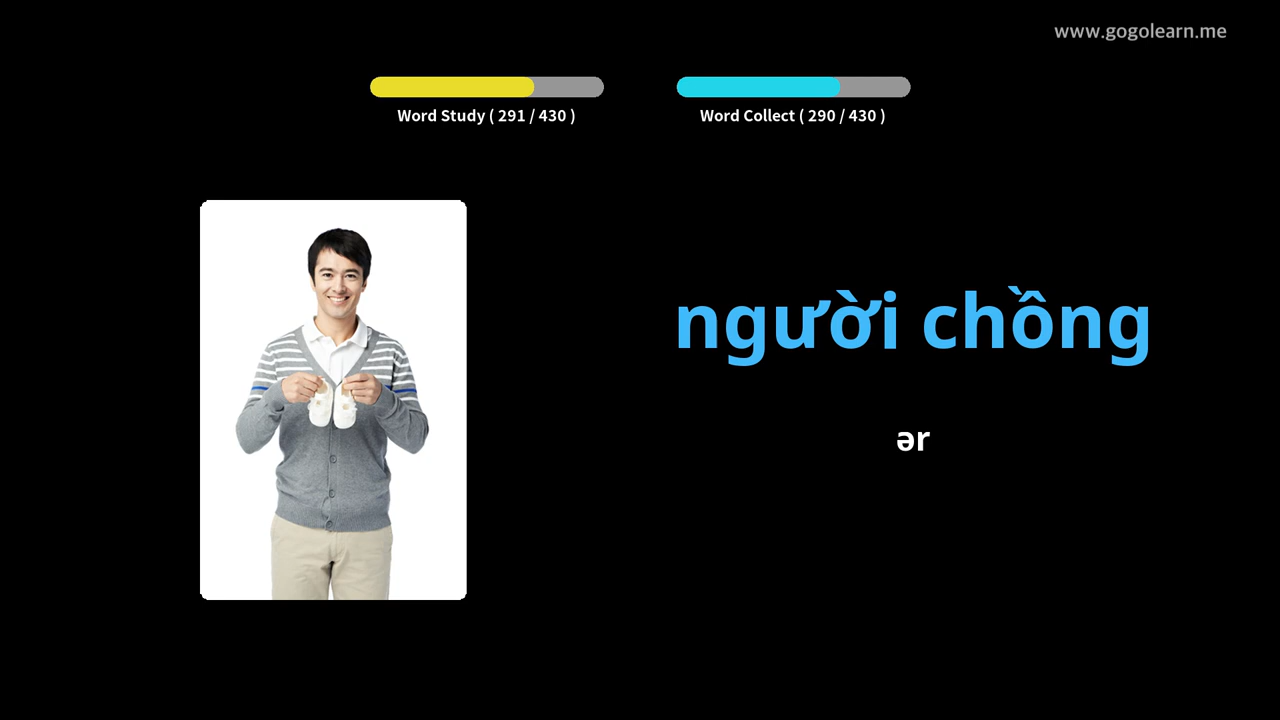 www.gogolearn.me
Word Study ( 291 / 430 )
Word Collect ( 290 / 430 )
người chồng
ər